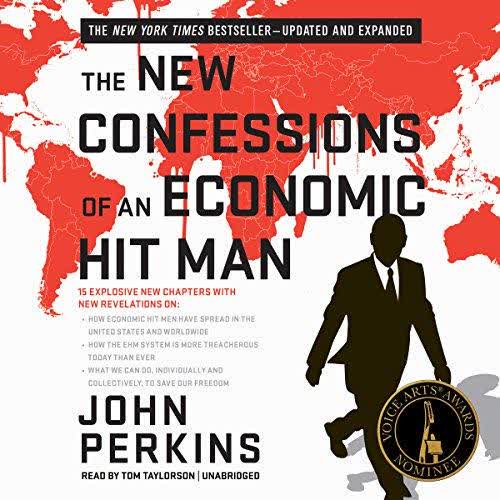 THE NEW YORK TIMES BESTSELLER—UPDATED AND EXPANDED
THE NEW
CONFESSIONS
OF AN ECONOMIC
HIT MAN
15 EXPLOSIVE NEW CHAPTERS WITH
NEW REVELATIONS ON:
• HOW ECONOMIC HIT MEN HAVE SPREAD IN THE
UNITED STATES AND WORLDWIDE
• HOW THE EHM SYSTEM IS MORE TREACHEROUS
TODAY THAN EVER
• WHAT WE CAN DO, INDIVIDUALLY AND
COLLECTIVELY, TO SAVE OUR FREEDOM
JOHN
PERKINS
READ BY TOM TAYLORSON | UNABRIDGED
VOICE ARTS® AWARDS
NOMINEE